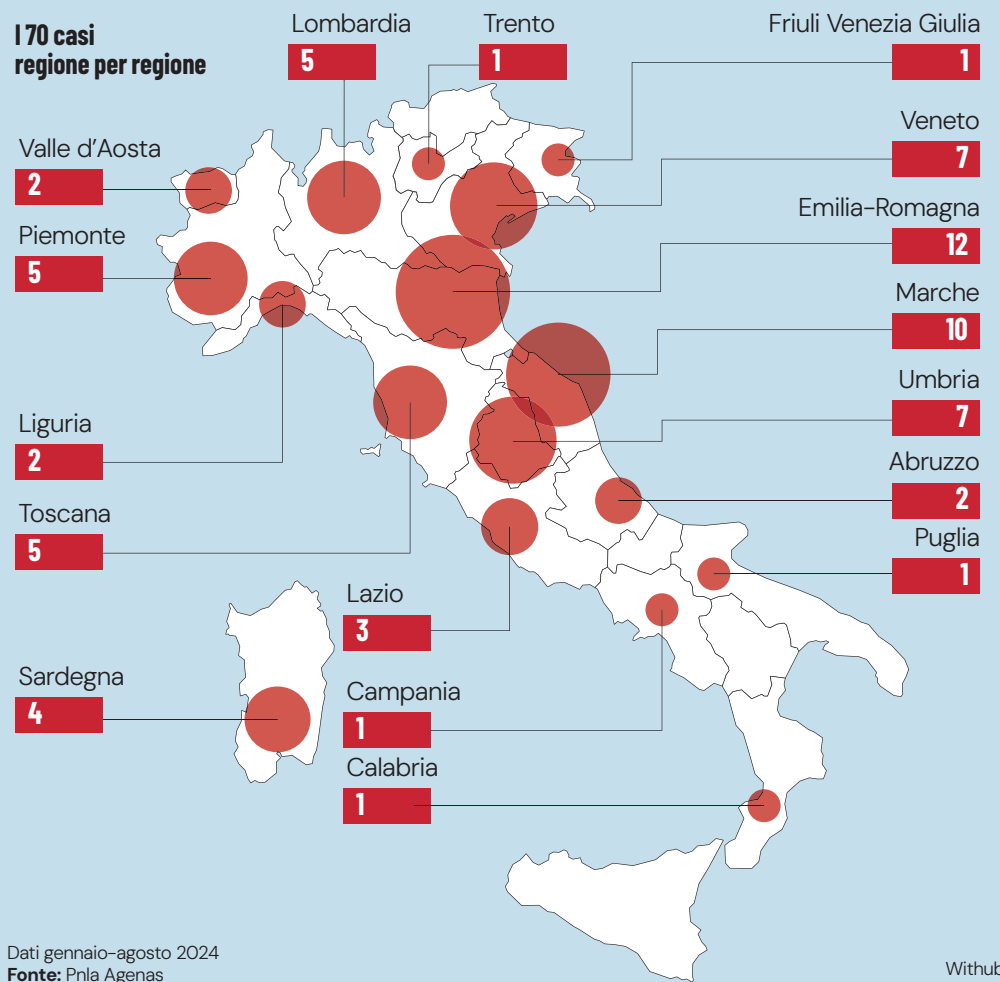 I 70 casi
regione per regione
Lombardia
5
Trento
1
Friuli Venezia Giulia
1
Valle d'Aosta
2
Veneto
7
Piemonte
5
Emilia-Romagna
12
Marche
10
Umbria
7
Liguria
2
Abruzzo
2
Toscana
5
Puglia
1
Lazio
3
Sardegna
4
Campania
1
Calabria
1
Dati gennaio-agosto 2024
Fonte: Pnla Agenas
Withub